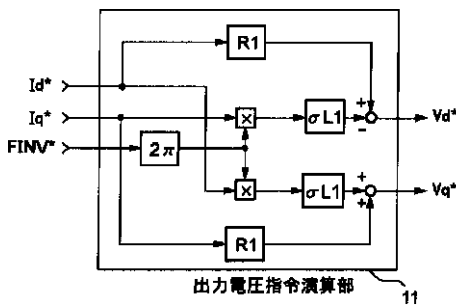 R1
Id*
Iq*
FINV*
2π
×
σL1
+
−
Vd*
×
σL1
+
+
Vq*
R1
出力電圧指令演算部
11